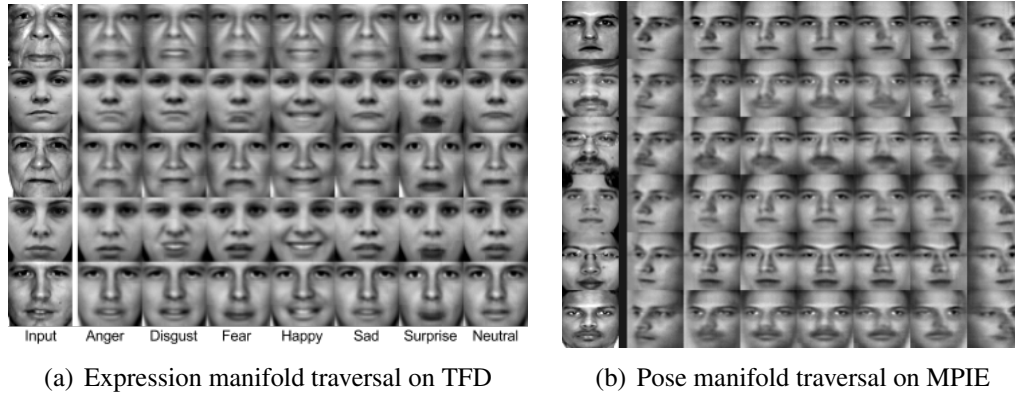 Input Anger Disgust Fear Happy Sad Surprise Neutral
(a) Expression manifold traversal on TFD
(b) Pose manifold traversal on MPIE